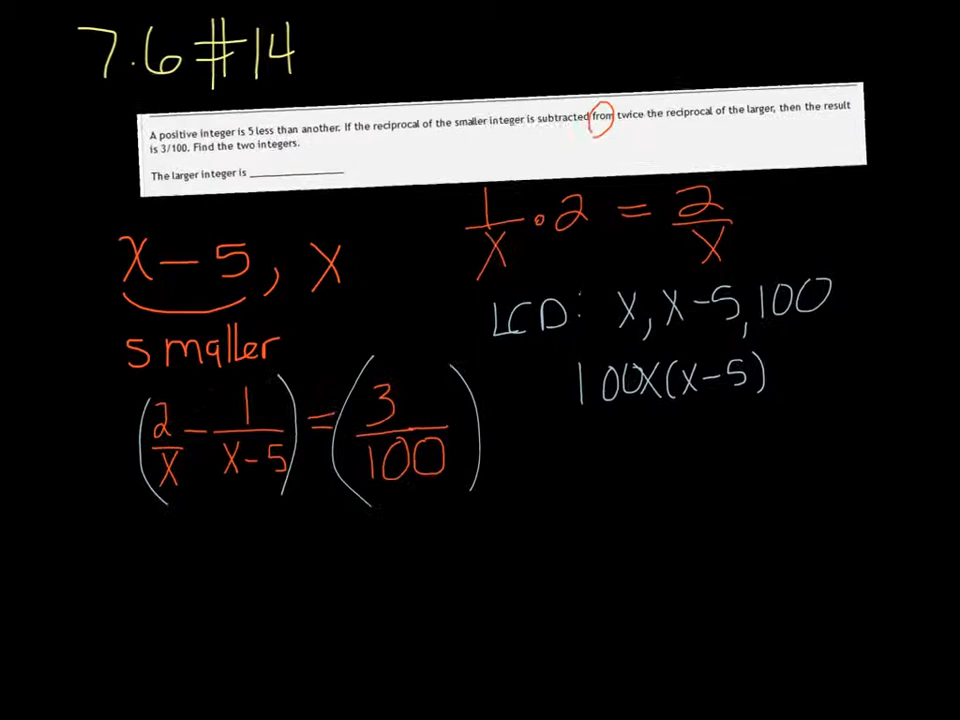 7.6 #14
A positive integer is 5 less than another. If the reciprocal of the smaller integer is subtracted from twice the reciprocal of the larger, then the result
is 3/100. Find the two integers.
The larger integer is ________________
1/x · 2 = 2/x
x - 5, x
smaller
LCD: x, x-5, 100
100x(x-5)
(2/x - 1/(x-5)) = (3/100)